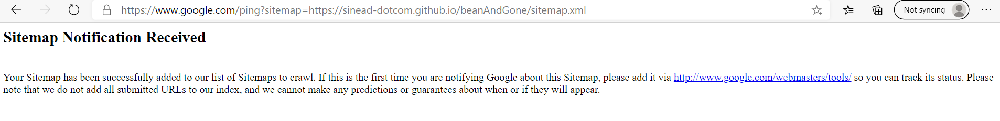 https://www.google.com/ping?sitemap=https://sinead-dotcom.github.io/beanAndGone/sitemap.xml
Not syncing
Sitemap Notification Received
Your Sitemap has been successfully added to our list of Sitemaps to crawl. If this is the first time you are notifying Google about this Sitemap, please add it via http://www.google.com/webmasters/tools/ so you can track its status. Please
note that we do not add all submitted URLs to our index, and we cannot make any predictions or guarantees about when or if they will appear.